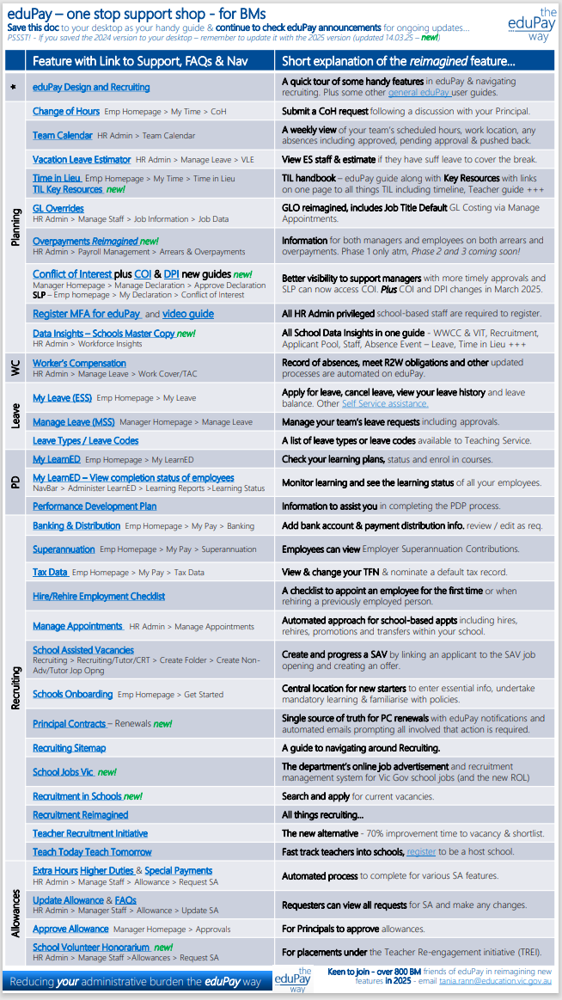 eduPay – one stop support shop - for BMs
Save this doc to your desktop as your handy guide & continue to check eduPay announcements for ongoing updates…
PSSST! - If you saved the 2024 version to your desktop – remember to update it with the 2025 version (updated 14.03.25 – new!)
the
eduPay
way
Feature with Link to Support, FAQs & Nav
Short explanation of the reimagined feature…
*
eduPay Design and Recruiting
A quick tour of some handy features in eduPay & navigating
recruiting. Plus some other general eduPay user guides.
Planning
Change of Hours Emp Homepage > My Time > CoH
Submit a CoH request following a discussion with your Principal.
Team Calendar HR Admin > Team Calendar
A weekly view of your team's scheduled hours, work location, any
absences including approved, pending approval & pushed back.
Vacation Leave Estimator HR Admin > Manage Leave > VLE
View ES staff & estimate if they have suff leave to cover the break.
Time in Lieu Emp Homepage > My Time > Time in Lieu
TIL Key Resources new!
TIL handbook – eduPay guide along with Key Resources with links
on one page to all things TIL including timeline, Teacher guide +++
GL Overrides
HR Admin > Manage Staff > Job Information > Job Data
GLO reimagined, includes Job Title Default GL Costing via Manage
Appointments.
Overpayments Reimagined new!
HR Admin > Payroll Management > Arrears & Overpayments
Information for both managers and employees on both arrears and
overpayments. Phase 1 only atm, Phase 2 and 3 coming soon!
Conflict of Interest plus COI & DPI new guides new!
Manager Homepage > Manage Declaration > Approve Declaration
SLP – Emp homepage > My Declaration > Conflict of Interest
Better visibility to support managers with more timely approvals and
SLP can now access COI. Plus COI and DPI changes in March 2025.
Register MFA for eduPay and video guide
All HR Admin privileged school-based staff are required to register.
Data Insights – Schools Master Copy new!
HR Admin > Workforce Insights
All School Data Insights in one guide - WWCC & VIT, Recruitment,
Applicant Pool, Staff, Absence Event – Leave, Time in Lieu +++
WC
Worker's Compensation
HR Admin > Manage Leave > Work Cover/TAC
Record of absences, meet R2W obligations and other updated
processes are automated on eduPay.
Leave
My Leave (ESS) Emp Homepage > My Leave
Apply for leave, cancel leave, view your leave history and leave
balance. Other Self Service assistance.
Manage Leave (MSS) Manager Homepage > Manage Leave
Manage your team's leave requests including approvals.
Leave Types / Leave Codes
A list of leave types or leave codes available to Teaching Service.
PD
My LearnED Emp Homepage > My LearnED
Check your learning plans, status and enrol in courses.
My LearnED – View completion status of employees
NavBar > Administer LearnED > Learning Reports >Learning Status
Monitor learning and see the learning status of all your employees.
Performance Development Plan
Information to assist you in completing the PDP process.
Recruiting
Banking & Distribution Emp Homepage > My Pay > Banking
Add bank account & payment distribution info. review / edit as req.
Superannuation Emp Homepage > My Pay > Superannuation
Employees can view Employer Superannuation Contributions.
Tax Data Emp Homepage > My Pay > Tax Data
View & change your TFN & nominate a default tax record.
Hire/Rehire Employment Checklist
A checklist to appoint an employee for the first time or when
rehiring a previously employed person.
Manage Appointments HR Admin > Manage Appointments
Automated approach for school-based appts including hires,
rehires, promotions and transfers within your school.
School Assisted Vacancies
Recruiting > Recruiting/Tutor/CRT > Create Folder > Create Non-
Adv/Tutor Jop Opng
Create and progress a SAV by linking an applicant to the SAV job
opening and creating an offer.
Schools Onboarding Emp Homepage > Get Started
Central location for new starters to enter essential info, undertake
mandatory learning & familiarise with policies.
Principal Contracts – Renewals new!
Single source of truth for PC renewals with eduPay notifications and
automated emails prompting all involved that action is required.
Recruiting Sitemap
A guide to navigating around Recruiting.
School Jobs Vic new!
The department's online job advertisement and recruitment
management system for Vic Gov school jobs (and the new ROL)
Recruitment in Schools new!
Search and apply for current vacancies.
Recruitment Reimagined
All things recruiting…
Teacher Recruitment Initiative
The new alternative - 70% improvement time to vacancy & shortlist.
Teach Today Teach Tomorrow
Fast track teachers into schools, register to be a host school.
Allowances
Extra Hours Higher Duties & Special Payments
HR Admin > Manage Staff > Allowance > Request SA
Automated process to complete for various SA features.
Update Allowance & FAQs
HR Admin > Manager Staff > Allowance > Update SA
Requesters can view all requests for SA and make any changes.
Approve Allowance Manager Homepage > Approvals
For Principals to approve allowances.
School Volunteer Honorarium new!
HR Admin > Manage Staff >Allowances > Request SA
For placements under the Teacher Re-engagement initiative (TREI).
Reducing your administrative burden the eduPay way
the
eduPay
way
Keen to join - over 800 BM friends of eduPay in reimagining new
features in 2025 - email tania.rann@education.vic.gov.au